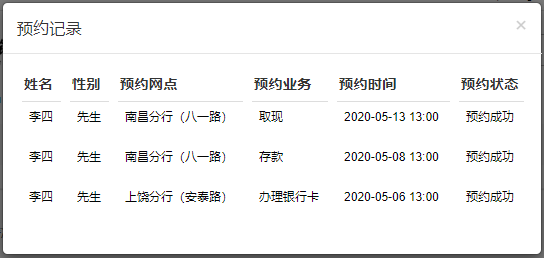 预约记录 ×
姓名 性别 预约网点 预约业务 预约时间 预约状态
李四 先生 南昌分行（八一路） 取现 2020-05-13 13:00 预约成功
李四 先生 南昌分行（八一路） 存款 2020-05-08 13:00 预约成功
李四 先生 上饶分行（安泰路） 办理银行卡 2020-05-06 13:00 预约成功